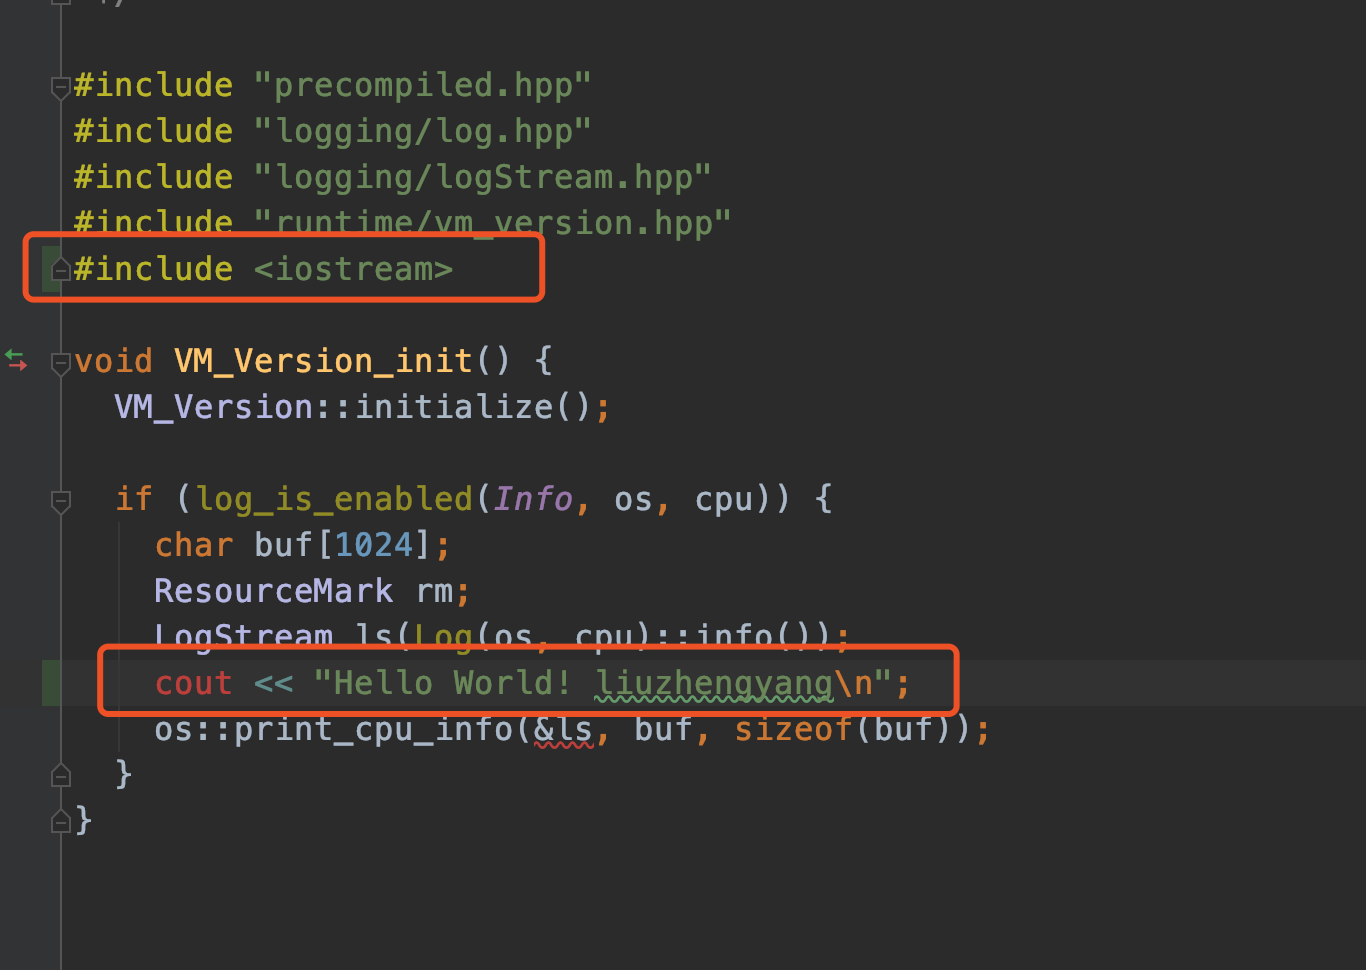 */
#include "precompiled.hpp"
#include "logging/log.hpp"
#include "logging/logStream.hpp"
#include "runtime/vm_version.hpp"
#include <iostream>
void VM_Version_init() {
VM_Version::initialize();
if (log_is_enabled(Info, os, cpu)) {
char buf[1024];
ResourceMark rm;
LogStream ls(Log(os, cpu)::info());
cout << "Hello World! liuzhengyang\n";
os::print_cpu_info(&ls, buf, sizeof(buf));
}
}